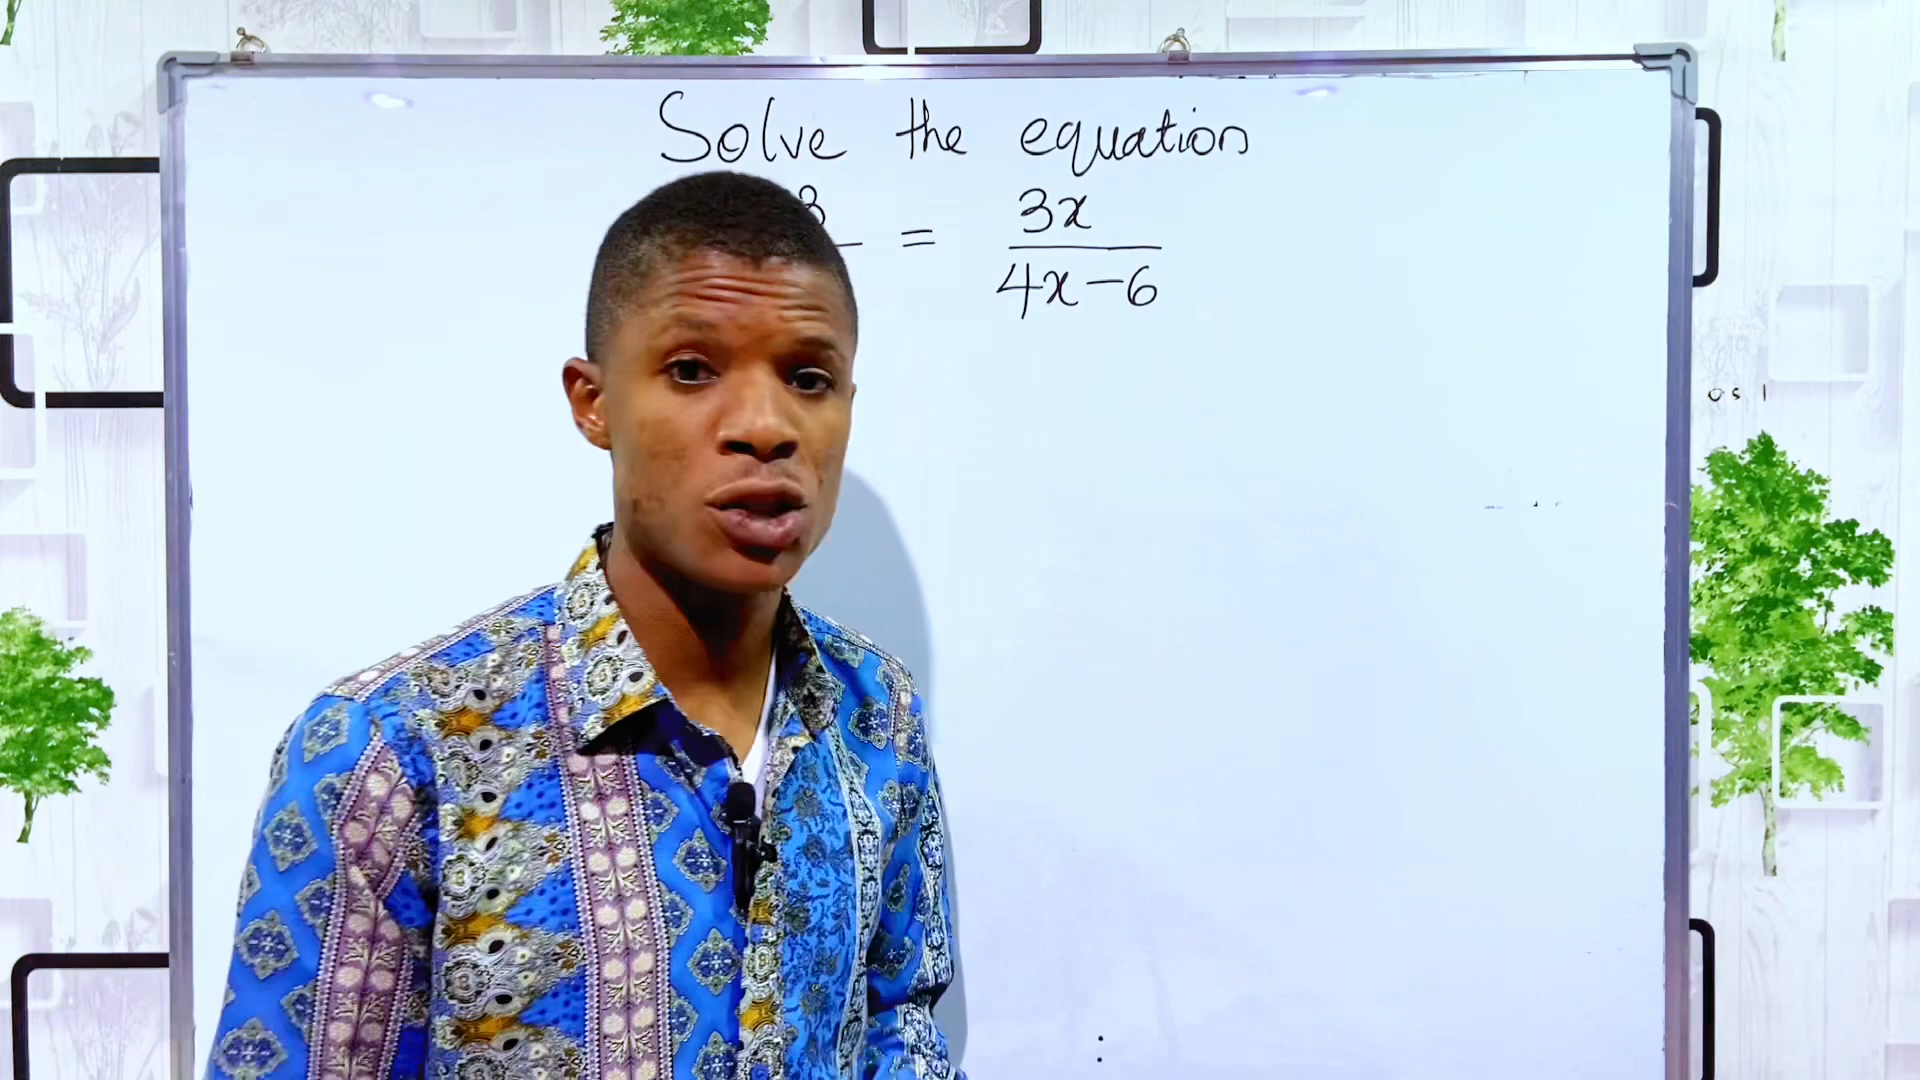 Solve the equation
= 3x
4x-6